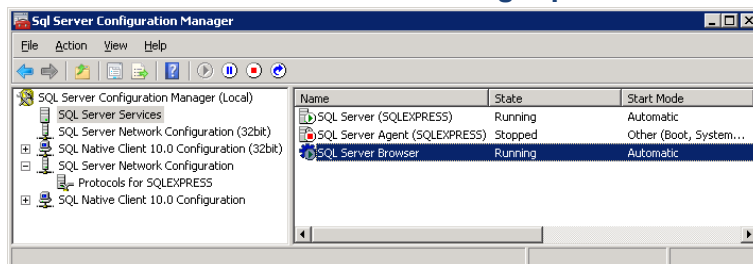 Sql Server Configuration Manager
File Action View Help
SQL Server Configuration Manager (Local)
SQL Server Services
SQL Server Network Configuration (32bit)
SQL Native Client 10.0 Configuration (32bit)
SQL Server Network Configuration
Protocols for SQLEXPRESS
SQL Native Client 10.0 Configuration
Name State Start Mode
SQL Server (SQLEXPRESS) Running Automatic
SQL Server Agent (SQLEXPRESS) Stopped Other (Boot, System...
SQL Server Browser Running Automatic